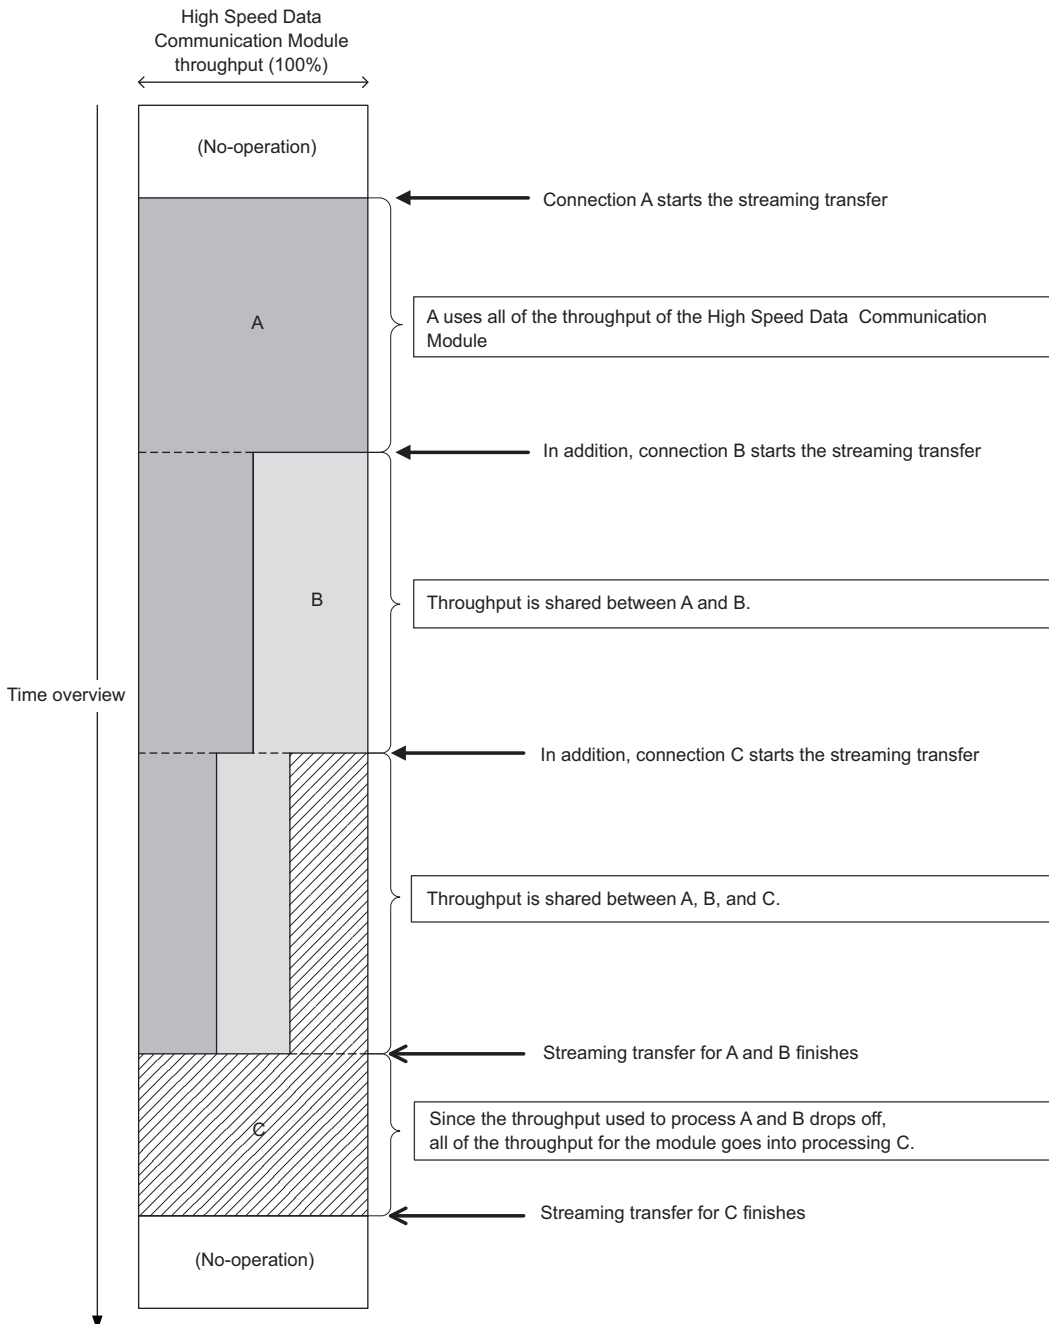 High Speed Data
Communication Module
throughput (100%)
(No-operation)
Connection A starts the streaming transfer
A
A uses all of the throughput of the High Speed Data Communication
Module
In addition, connection B starts the streaming transfer
B
Throughput is shared between A and B.
Time overview
In addition, connection C starts the streaming transfer
Throughput is shared between A, B, and C.
Streaming transfer for A and B finishes
C
Since the throughput used to process A and B drops off,
all of the throughput for the module goes into processing C.
Streaming transfer for C finishes
(No-operation)